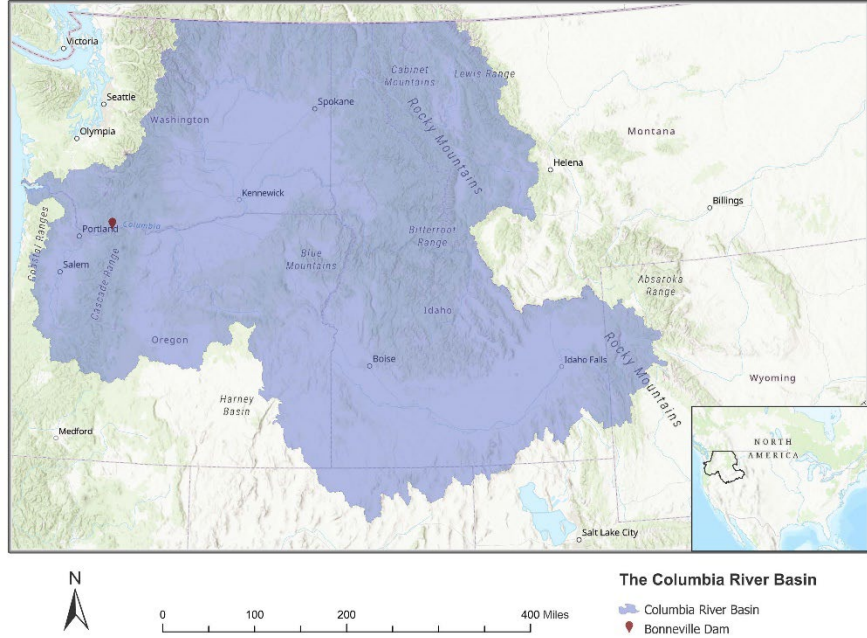 Victoria
Seattle
Olympia
Washington
Spokane
Cabinet
Mountains
Lewis Range
Rocky Mountains
Montana
Helena
Billings
Kennewick
Columbia
Portland
Coastal Ranges
Salem
Cascade Range
Blue
Mountains
Bitterroot
Range
Absaroka
Range
Idaho
Oregon
Boise
Idaho Falls
Rocky Mountains
Wyoming
Harney
Basin
Medford
Salt Lake City
NORTH
AMERICA
N
0 100 200 400 Miles
The Columbia River Basin
Columbia River Basin
Bonneville Dam